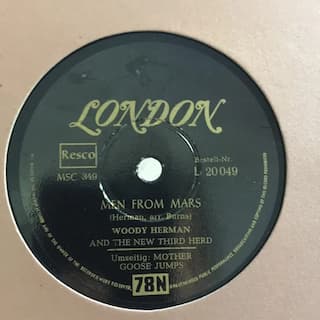 LONDON
Resco
MSC 349
Bestell-Nr.
L 20 049
MEN FROM MARS
(Herman, arr. Burns)
WOODY HERMAN
AND THE NEW THIRD HERD
Umseitig: MOTHER
GOOSE JUMPS
78N